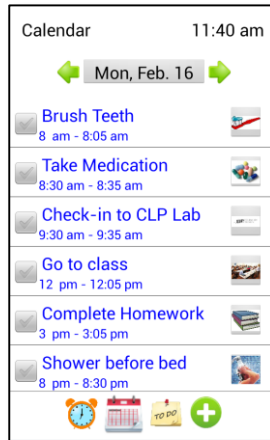 Calendar 11:40 am
Mon, Feb. 16
Brush Teeth
8 am - 8:05 am
Take Medication
8:30 am - 8:35 am
Check-in to CLP Lab
9:30 am - 9:35 am
Go to class
12 pm - 12:05 pm
Complete Homework
3 pm - 3:05 pm
Shower before bed
8 pm - 8:30 pm
TO DO